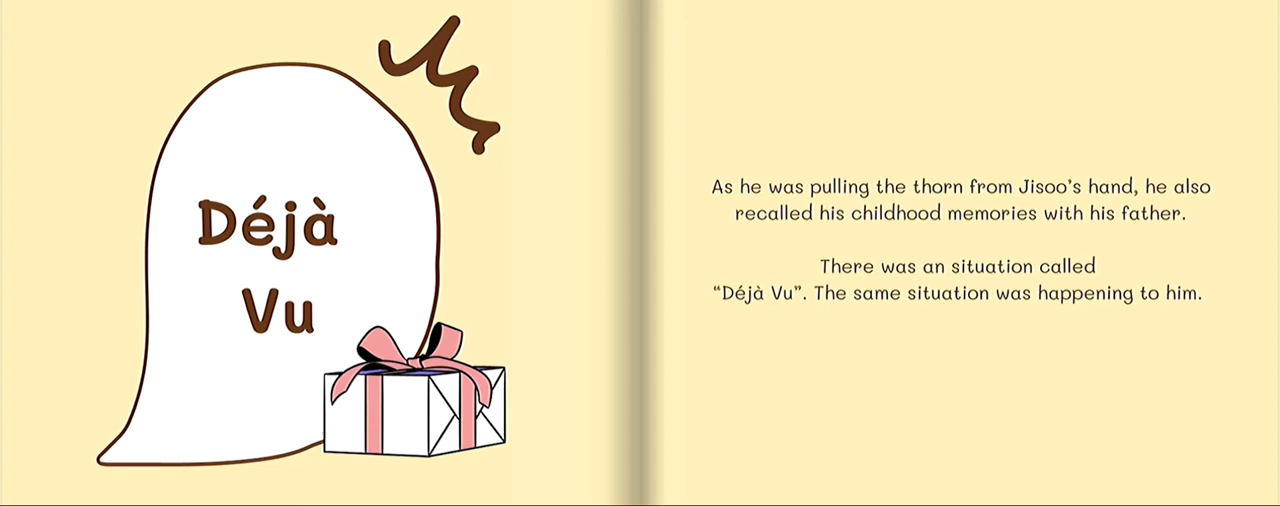 Déjà
Vu
As he was pulling the thorn from Jisoo's hand, he also
recalled his childhood memories with his father.
There was an situation called
“Déjà Vu”. The same situation was happening to him.